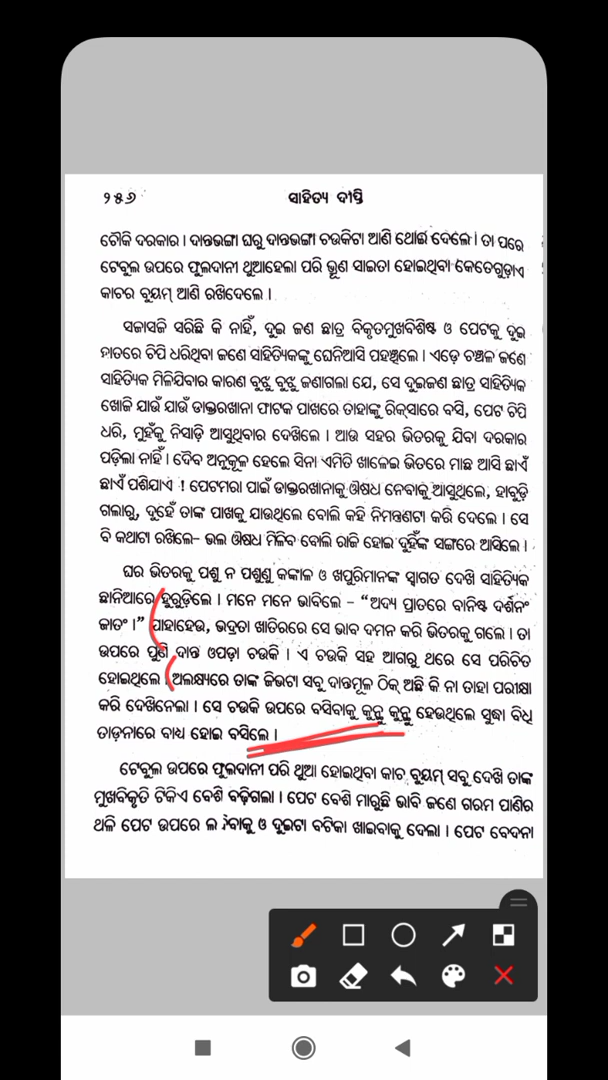 ୨୫୬
ସାହିତ୍ୟ ଦୀପ୍ତି
ଚୌକି ଦରକାର । ଦାନ୍ତଭଙ୍ଗା ଘରୁ ଦାନ୍ତଭଙ୍ଗା ଚଉକିଟା ଆଣି ଥୋଇ ଦେଲେ । ତା ପରେ
ଟେବୁଲ ଉପରେ ଫୁଲଦାନୀ ଥୁଆହେଲା ପରି ଭ୍ରୂଣ ସାଇତା ହୋଇଥିବା କେତେଗୁଡ଼ାଏ
କାଚର ବୁୟମ୍ ଆଣି ରଖିଦେଲେ ।
ସଜାସଜି ସରିଛି କି ନାହିଁ, ଦୁଇ ଜଣ ଛାତ୍ର ବିକୃତମୁଖବିଶିଷ୍ଟ ଓ ପେଟକୁ ଦୁଇ
ହାତରେ ଚିପି ଧରିଥିବା ଜଣେ ସାହିତ୍ୟିକଙ୍କୁ ଘେନିଆସି ପହଞ୍ଚିଲେ । ଏଡ଼େ ଚଞ୍ଚଳ ଜଣେ
ସାହିତ୍ୟିକ ମିଳିଯିବାର କାରଣ ବୁଝୁ ବୁଝୁ ଜଣାଗଲା ଯେ, ସେ ଦୁଇଜଣ ଛାତ୍ର ସାହିତ୍ୟିକ
ଖୋଜି ଯାଉଁ ଯାଉଁ ଡାକ୍ତରଖାନା ଫାଟକ ପାଖରେ ତାହାଙ୍କୁ ରିକ୍‌ସାରେ ବସି, ପେଟ ଚିପି
ଧରି, ମୁହଁକୁ ନିସାଡ଼ି ଆସୁଥିବାର ଦେଖିଲେ । ଆଉ ସହର ଭିତରକୁ ଯିବା ଦରକାର
ପଡ଼ିଲା ନାହିଁ । ଦୈବ ଅନୁକୂଳ ହେଲେ ସିନା ଏମିତି ଖାଲେଇ ଭିତରେ ମାଛ ଆସି ଛାଏଁ
ଛାଏଁ ପଶିଯାଏ ! ପେଟମରା ପାଇଁ ଡାକ୍ତରଖାନାକୁ ଔଷଧ ନେବାକୁ ଆସୁଥିଲେ, ହାବୁଡ଼ି
ଗଲାରୁ, ଦୁହେଁ ତାଙ୍କ ପାଖକୁ ଯାଉଥିଲେ ବୋଲି କହି ନିମନ୍ତ୍ରଣଟା କରି ଦେଲେ । ସେ
ବି କଥାଟା ରଖିଲେ- ଭଲ ଔଷଧ ମିଳିବ ବୋଲି ରାଜି ହୋଇ ଦୁହିଁଙ୍କ ସଙ୍ଗରେ ଆସିଲେ ।
ଘର ଭିତରକୁ ପଶୁ ନ ପଶୁଣୁ କଙ୍କାଳ ଓ ଖପୁରିମାନଙ୍କ ସ୍ୱାଗତ ଦେଖି ସାହିତ୍ୟିକ
ଛାନିଆରେ ହୁରୁଡ଼ିଲେ । ମନେ ମନେ ଭାବିଲେ – “ଅଦ୍ୟ ପ୍ରାତରେ ବାନିଷ୍ଟ ଦର୍ଶନଂ
ଜାତଂ ।” ଯାହାହେଉ, ଭଦ୍ରତା ଖାତିରରେ ସେ ଭାବ ଦମନ କରି ଭିତରକୁ ଗଲେ । ତା
ଉପରେ ପୁଣି ଦାନ୍ତ ଓପଡ଼ା ଚଉକି । ଏ ଚଉକି ସହ ଆଗରୁ ଥରେ ସେ ପରିଚିତ
ହୋଇଥିଲେ । ଅଲକ୍ଷ୍ୟରେ ତାଙ୍କ ଜିଭଟା ସବୁ ଦାନ୍ତମୂଳ ଠିକ୍ ଅଛି କି ନା ତାହା ପରୀକ୍ଷା
କରି ଦେଖିନେଲା । ସେ ଚଉକି ଉପରେ ବସିବାକୁ କୁନ୍ଥୁ କୁନ୍ଥୁ ହେଉଥିଲେ ସୁଦ୍ଧା ବିଧି
ତାଡ଼ନାରେ ବାଧ୍ୟ ହୋଇ ବସିଲେ ।
ଟେବୁଲ ଉପରେ ଫୁଲଦାନୀ ପରି ଥୁଆ ହୋଇଥିବା କାଚ ବୁୟମ୍ ସବୁ ଦେଖି ତାଙ୍କ
ମୁଖବିକୃତି ଟିକିଏ ବେଶି ବଢ଼ିଗଲା । ପେଟ ବେଶି ମାରୁଛି ଭାବି ଜଣେ ଗରମ ପାଣିର
ଥଳି ପେଟ ଉପରେ ଓ ଦୁଇଟା ବଟିକା ଖାଇବାକୁ ଦେଲା । ପେଟ ବେଦନା